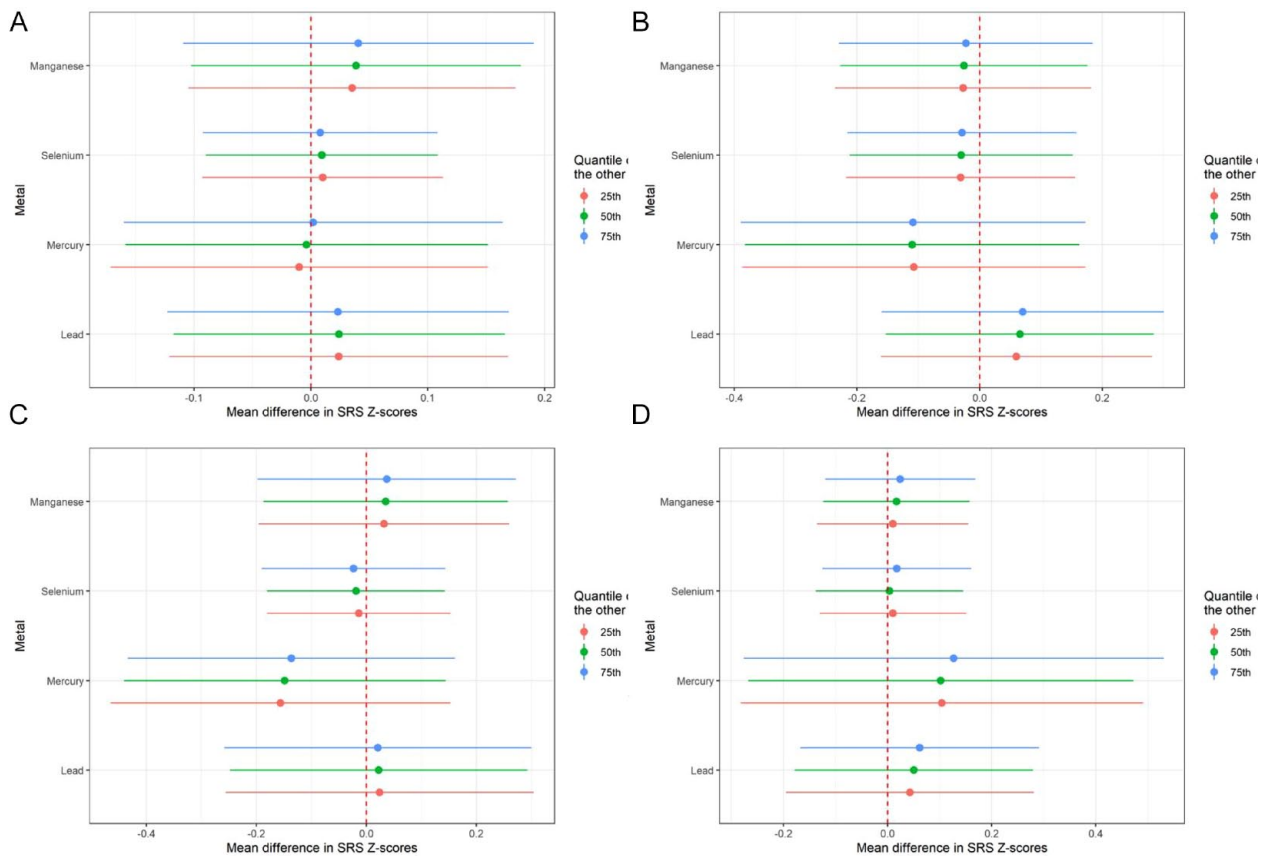 A
Manganese
Selenium
Mercury
Lead
Metal
-0.1
0.0
0.1
0.2
Mean difference in SRS Z-scores
Quantile
the other
25th
50th
75th
B
Manganese
Selenium
Mercury
Lead
Metal
-0.4
-0.2
0.0
0.2
Mean difference in SRS Z-scores
Quantile
the other
25th
50th
75th
C
Manganese
Selenium
Mercury
Lead
Metal
-0.4
-0.2
0.0
0.2
Mean difference in SRS Z-scores
Quantile
the other
25th
50th
75th
D
Manganese
Selenium
Mercury
Lead
Metal
-0.2
0.0
0.2
0.4
Mean difference in SRS Z-scores
Quantile
the other
25th
50th
75th